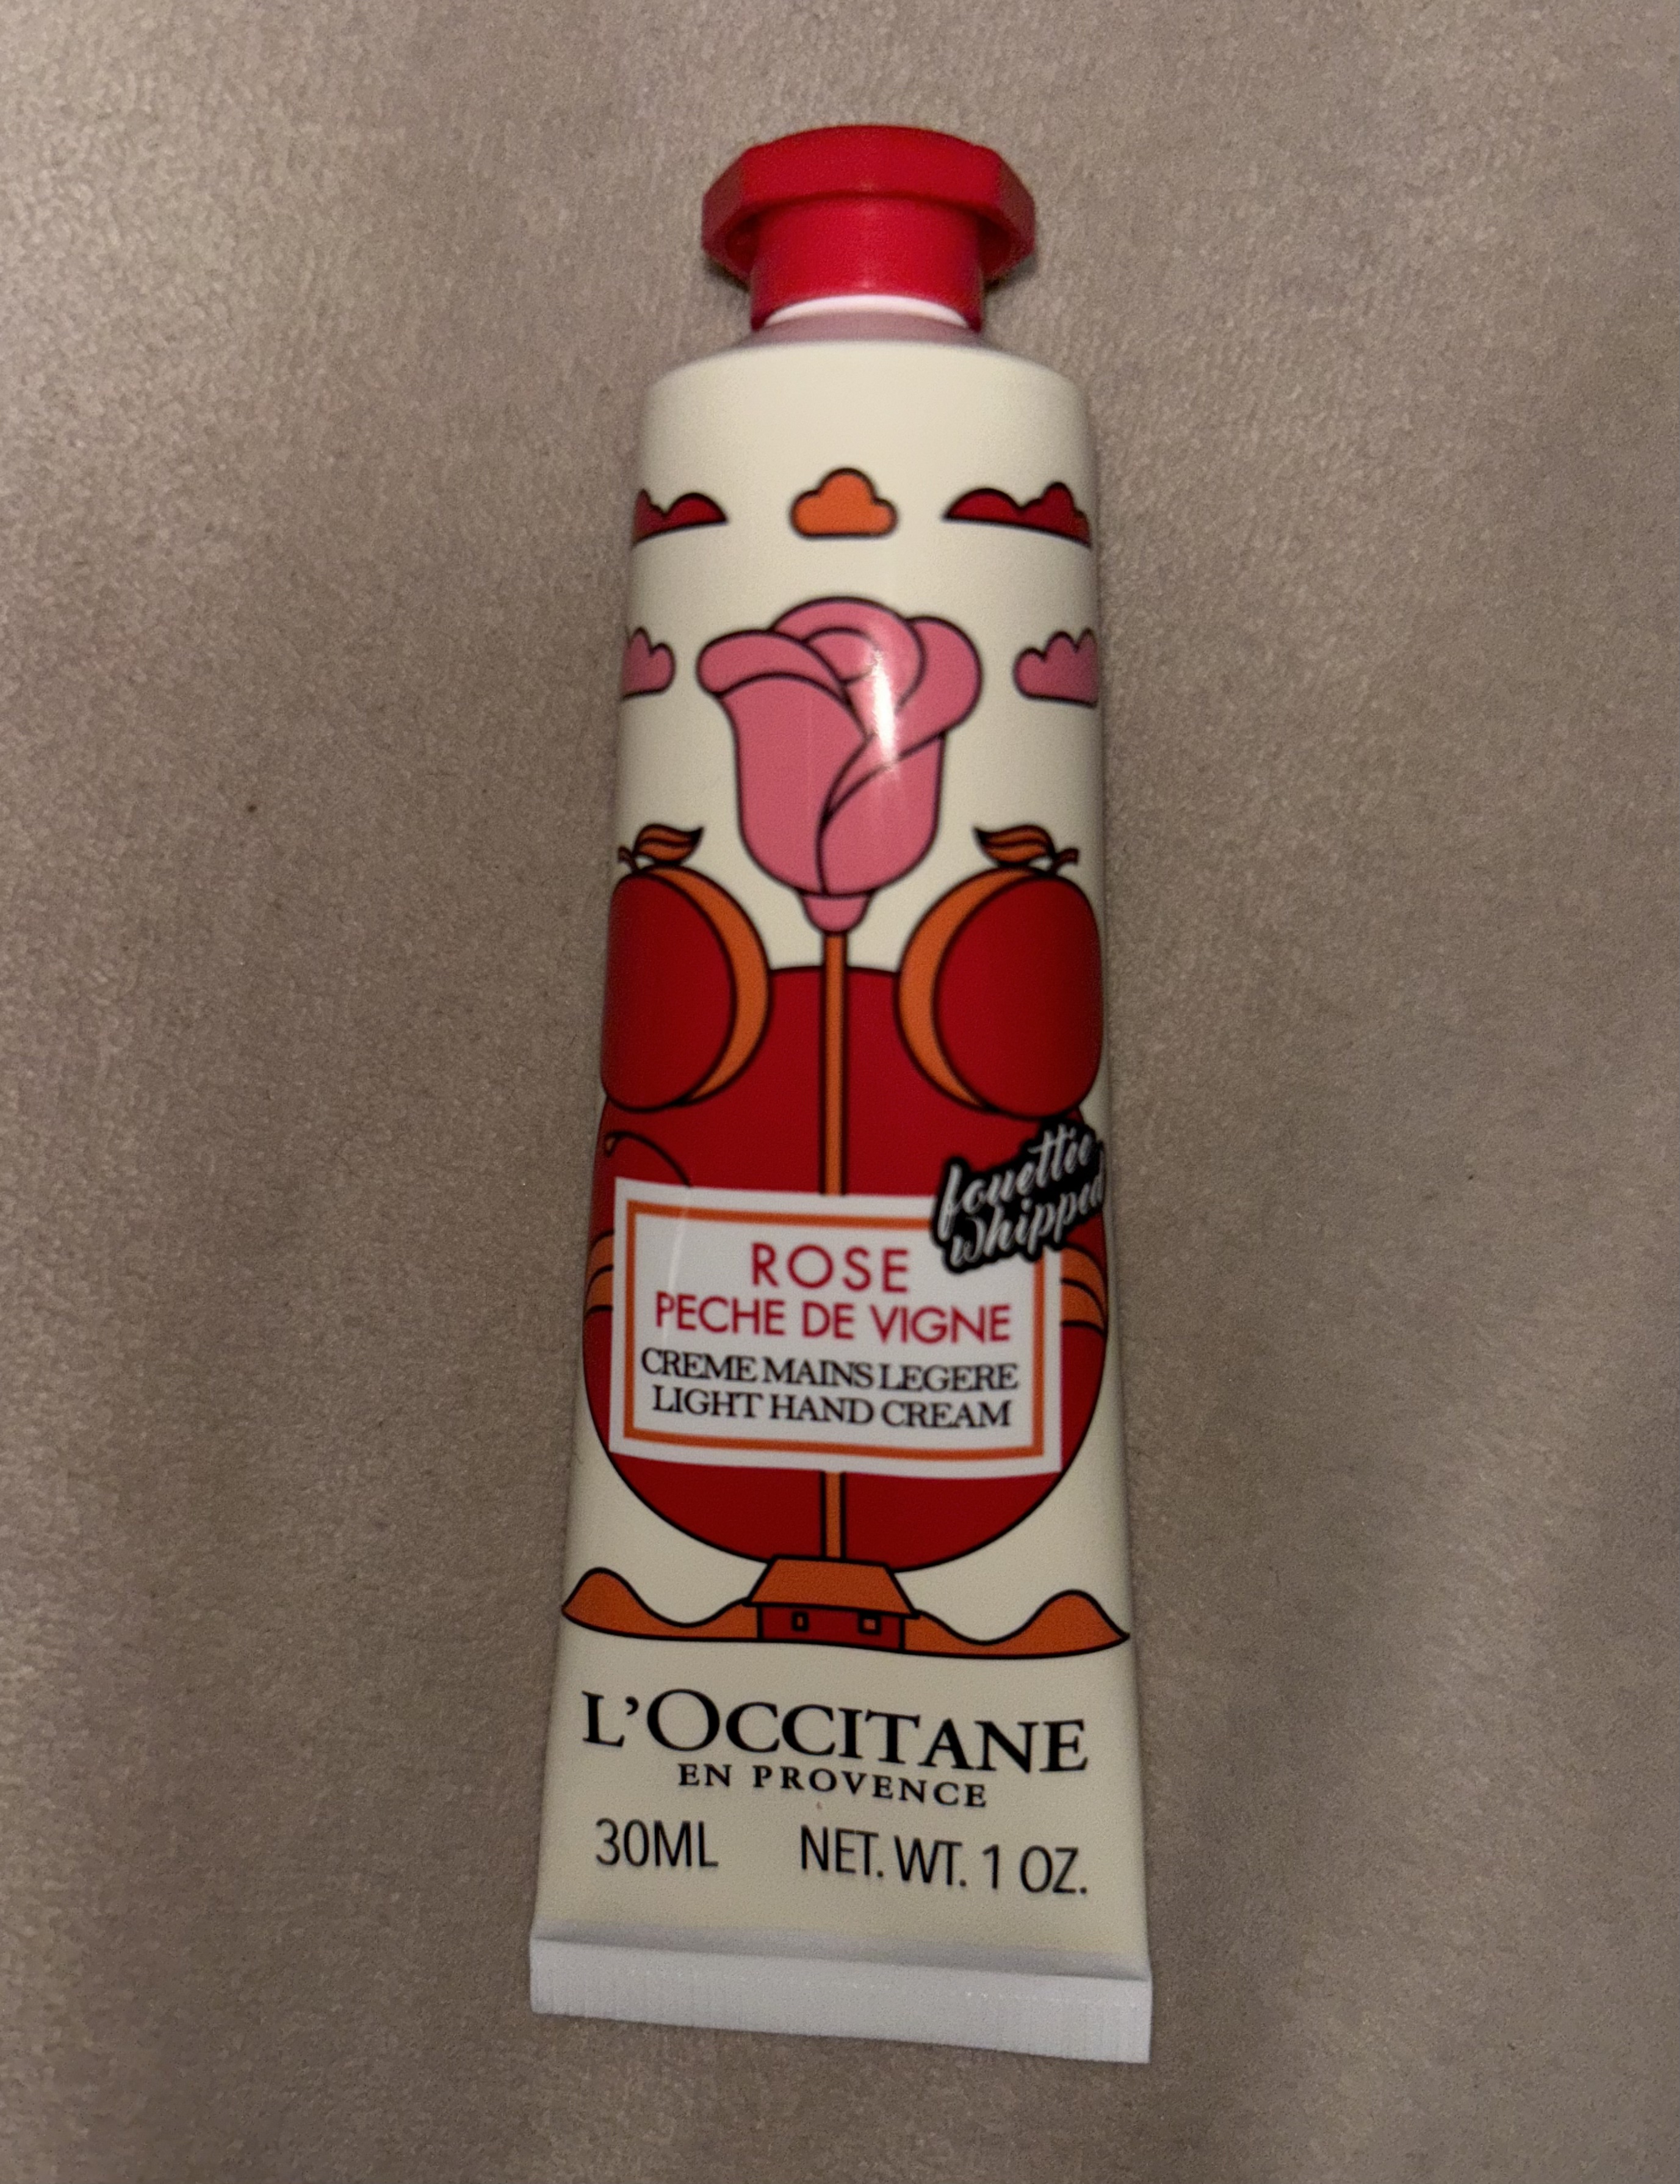 fouettée
whipped
ROSE
PECHE DE VIGNE
CREME MAINS LEGERE
LIGHT HAND CREAM
L'OCCITANE
EN PROVENCE
30ML NET. WT. 1 OZ.